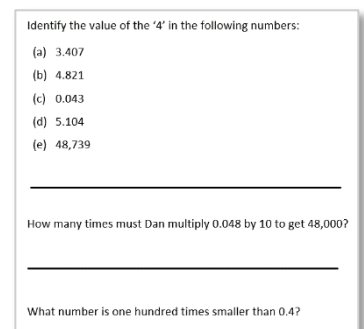 Identify the value of the ‘4’ in the following numbers:
(a) 3.407
(b) 4.821
(c) 0.043
(d) 5.104
(e) 48,739
How many times must Dan multiply 0.048 by 10 to get 48,000?
What number is one hundred times smaller than 0.4?